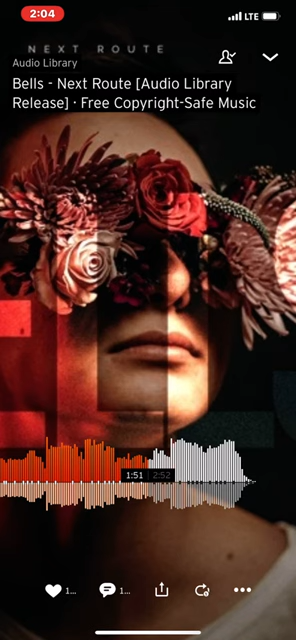 2:04
LTE
NEXT ROUTE
Audio Library
Bells - Next Route [Audio Library
Release] · Free Copyright-Safe Music
1:51 2:52
1... 1...